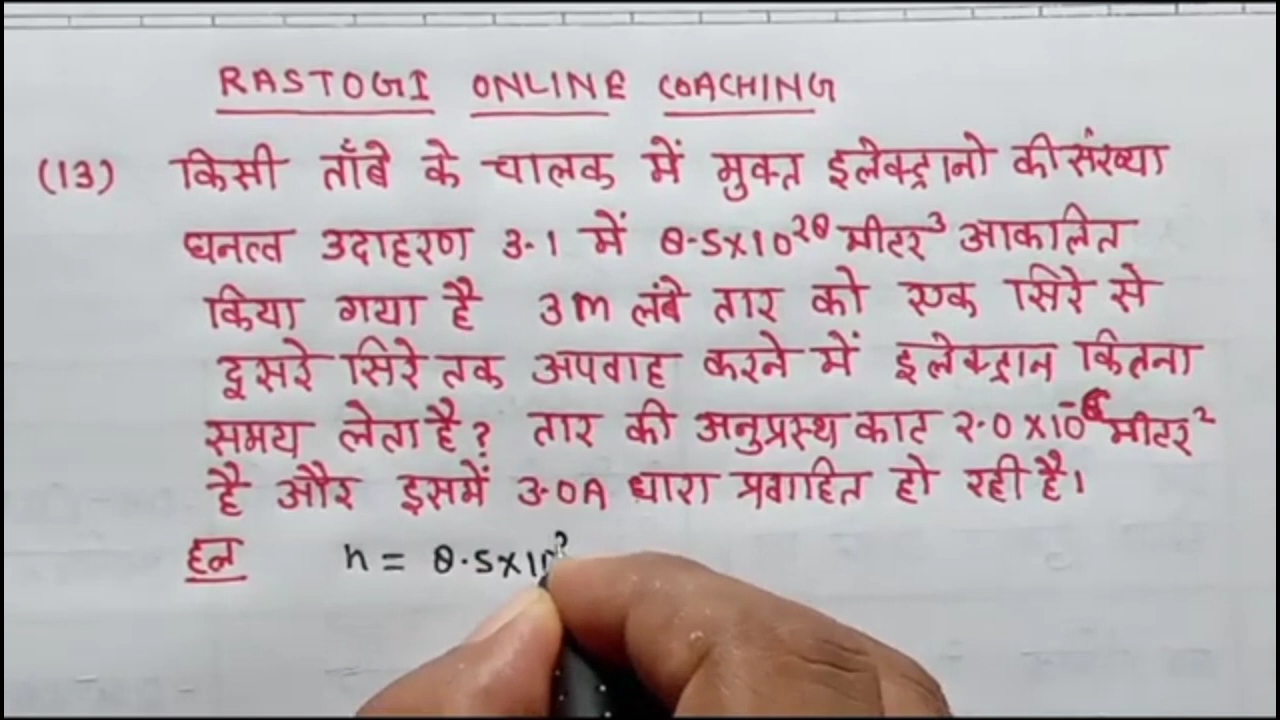 RASTOGI ONLINE COACHING
(13) किसी ताँबे के चालक में मुक्त इलेक्ट्रानो की संख्या
घनत्व उदाहरण 3.1 में 8.5×10²⁸ मीटर³ आकलित
किया गया है 3m लंबे तार को एक सिरे से
दूसरे सिरे तक अपवाह करने में इलेक्ट्रान कितना
समय लेता है? तार की अनुप्रस्थ काट 2.0×10⁻⁶ मीटर²
है और इसमें 3.0A धारा प्रवाहित हो रही है।
हल n = 8.5×10²